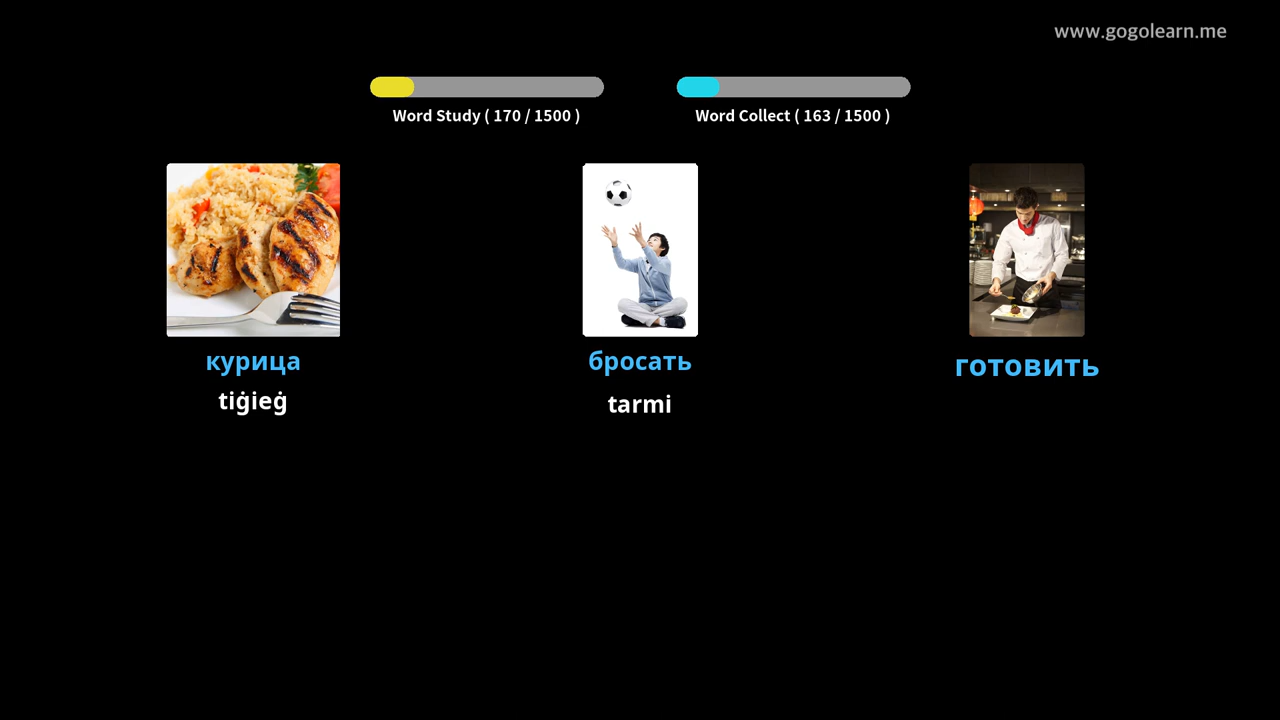 www.gogolearn.me
Word Study ( 170 / 1500 )
Word Collect ( 163 / 1500 )
курица
бросать
готовить
tiġieġ
tarmi